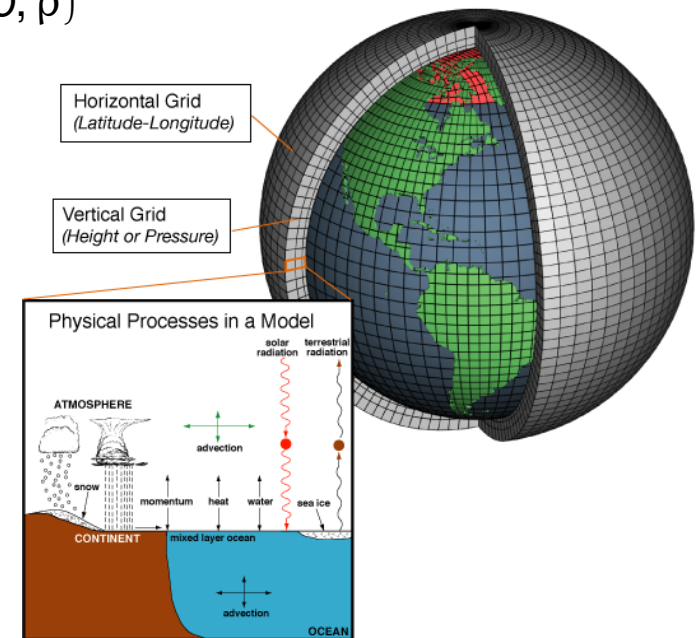 , ρ)
Horizontal Grid
(Latitude-Longitude)
Vertical Grid
(Height or Pressure)
Physical Processes in a Model
solar radiation
terrestrial radiation
ATMOSPHERE
advection
snow
momentum
heat
water
sea ice
CONTINENT
mixed layer ocean
advection
OCEAN